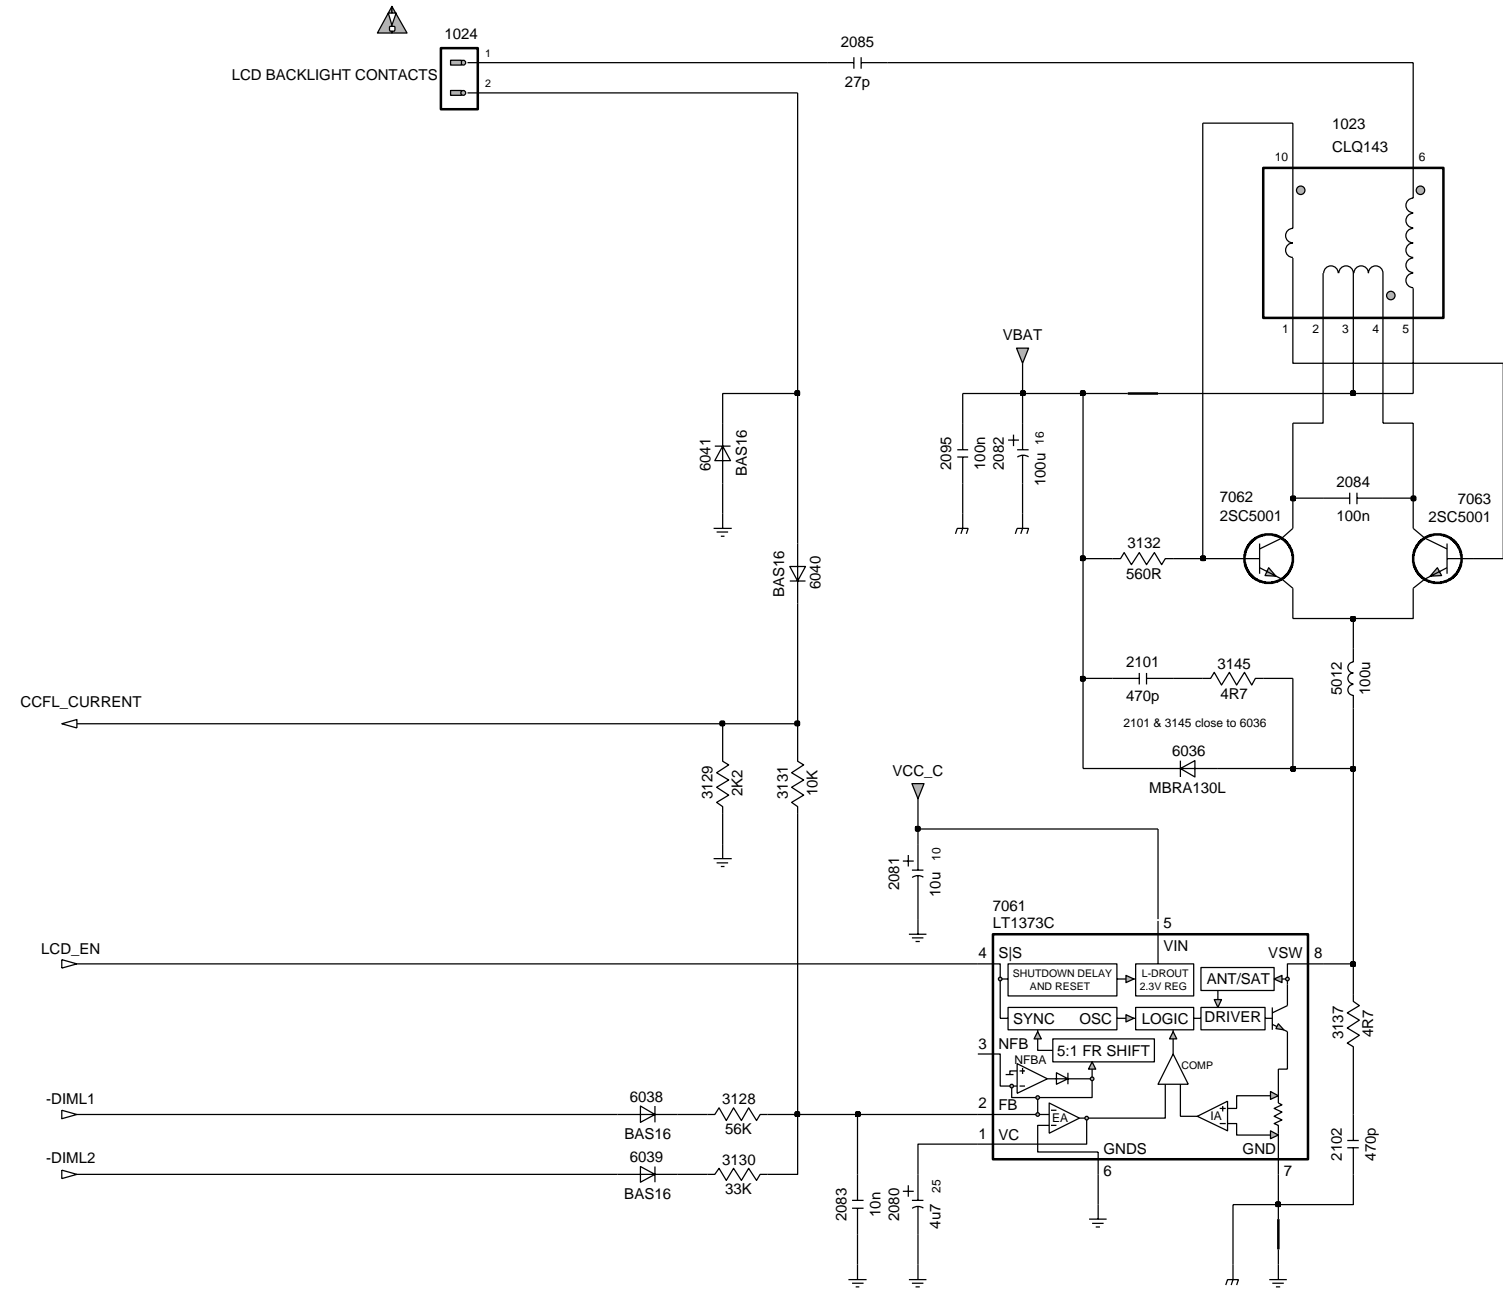 1024
1
LCD BACKLIGHT CONTACTS
2
2085
27p
1023
CLQ143
10
6
1
2
3
4
5
VBAT
6041
BAS16
2095
100n
2082
+
100u
16
7062
2SC5001
2084
100n
7063
2SC5001
3132
560R
BAS16
6040
2101
470p
3145
4R7
5012
100u
2101 & 3145 close to 6036
CCFL_CURRENT
6036
MBRA130L
3129
2K2
3131
10K
VCC_C
2081
+
10u
10
7061
LT1373C
5
LCD_EN
4
S|S
VIN
VSW
8
SHUTDOWN DELAY
AND RESET
L-DROUT
2.3V REG
ANT/SAT
SYNC
OSC
LOGIC
DRIVER
3137
4R7
3
NFB
NFBA
5:1 FR SHIFT
COMP
+
−
-DIML1
6038
BAS16
3128
56K
2
FB
−
−
EA
IA
+
−
1
VC
GNDS
GND
6
7
2102
470p
-DIML2
6039
BAS16
3130
33K
2083
10n
2080
+
4u7
25